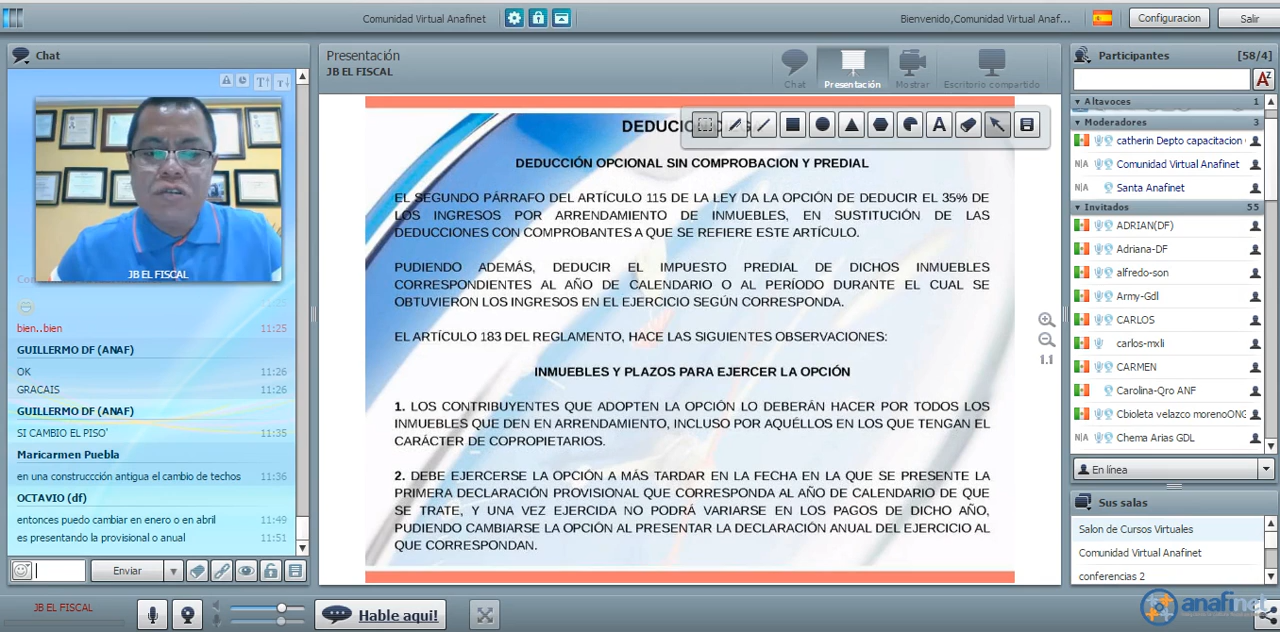 Comunidad Virtual Anafinet
Bienvenido,Comunidad Virtual Anaf...
Configuracion
Salir
Chat
JB EL FISCAL
bien..bien 11:25
GUILLERMO DF (ANAF)
OK 11:26
GRACAIS 11:26
GUILLERMO DF (ANAF)
SI CAMBIO EL PISO' 11:35
Maricarmen Puebla
en una construccción antigua el cambio de techos 11:36
OCTAVIO (df)
entonces puedo cambiar en enero o en abril 11:49
es presentando la provisional o anual 11:51
Enviar
JB EL FISCAL
Hable aqui!
Presentación
JB EL FISCAL
Chat
Presentación
Mostrar
Escritorio compartido
DEDUCCIÓN OPCIONAL SIN COMPROBACION Y PREDIAL
EL SEGUNDO PÁRRAFO DEL ARTÍCULO 115 DE LA LEY DA LA OPCIÓN DE DEDUCIR EL 35% DE
LOS INGRESOS POR ARRENDAMIENTO DE INMUEBLES, EN SUSTITUCIÓN DE LAS
DEDUCCIONES CON COMPROBANTES A QUE SE REFIERE ESTE ARTÍCULO.
PUDIENDO ADEMÁS, DEDUCIR EL IMPUESTO PREDIAL DE DICHOS INMUEBLES
CORRESPONDIENTES AL AÑO DE CALENDARIO O AL PERÍODO DURANTE EL CUAL SE
OBTUVIERON LOS INGRESOS EN EL EJERCICIO SEGÚN CORRESPONDA.
EL ARTÍCULO 183 DEL REGLAMENTO, HACE LAS SIGUIENTES OBSERVACIONES:
INMUEBLES Y PLAZOS PARA EJERCER LA OPCIÓN
1. LOS CONTRIBUYENTES QUE ADOPTEN LA OPCIÓN LO DEBERÁN HACER POR TODOS LOS
INMUEBLES QUE DEN EN ARRENDAMIENTO, INCLUSO POR AQUÉLLOS EN LOS QUE TENGAN EL
CARÁCTER DE COPROPIETARIOS.
2. DEBE EJERCERSE LA OPCIÓN A MÁS TARDAR EN LA FECHA EN LA QUE SE PRESENTE LA
PRIMERA DECLARACIÓN PROVISIONAL QUE CORRESPONDA AL AÑO DE CALENDARIO DE QUE
SE TRATE, Y UNA VEZ EJERCIDA NO PODRÁ VARIARSE EN LOS PAGOS DE DICHO AÑO,
PUDIENDO CAMBIARSE LA OPCIÓN AL PRESENTAR LA DECLARACIÓN ANUAL DEL EJERCICIO AL
QUE CORRESPONDAN.
1.1
Participantes [58/4]
Altavoces 1
Moderadores 3
catherin Depto capacitacion
N/A Comunidad Virtual Anafinet
N/A Santa Anafinet
Invitados 55
ADRIAN(DF)
Adriana-DF
alfredo-son
Army-Gdl
CARLOS
carlos-mxli
CARMEN
Carolina-Qro ANF
Cbioleta velazco morenoONG
N/A Chema Arias GDL
En línea
Sus salas
Salon de Cursos Virtuales
Comunidad Virtual Anafinet
conferencias 2
anafinet